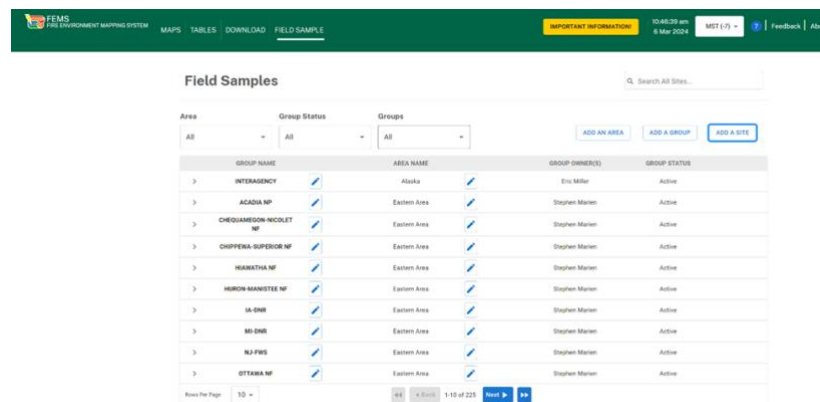 FEMS
FIRE ENVIRONMENT MAPPING SYSTEM
MAPS TABLES DOWNLOAD FIELD SAMPLE
IMPORTANT INFORMATION!
10:46:39 am
6 Mar 2024
MST (-7)
? Feedback Abo
Field Samples
Search All Sites...
Area Group Status Groups
All All All
ADD AN AREA ADD A GROUP ADD A SITE
GROUP NAME AREA NAME GROUP OWNER(S) GROUP STATUS
INTERAGENCY Alaska Eric Miller Active
ACADIA NP Eastern Area Stephen Marien Active
CHEQUAMEGON-NICOLET
NF Eastern Area Stephen Marien Active
CHIPPEWA-SUPERIOR NF Eastern Area Stephen Marien Active
HIAWATHA NF Eastern Area Stephen Marien Active
HURON-MANISTEE NF Eastern Area Stephen Marien Active
IA-DNR Eastern Area Stephen Marien Active
MI-DNR Eastern Area Stephen Marien Active
NJ-FWS Eastern Area Stephen Marien Active
OTTAWA NF Eastern Area Stephen Marien Active
Rows Per Page 10 Back 1-10 of 225 Next